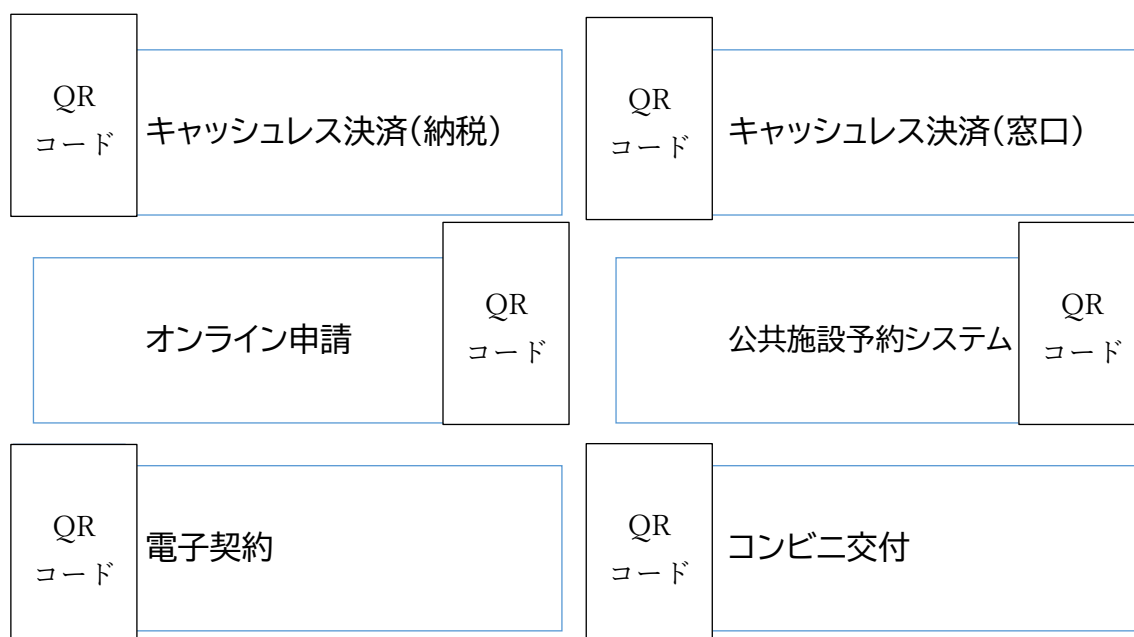 QR
コード
キャッシュレス決済(納税)
QR
コード
キャッシュレス決済(窓口)
オンライン申請
QR
コード
公共施設予約システム
QR
コード
QR
コード
電子契約
QR
コード
コンビニ交付